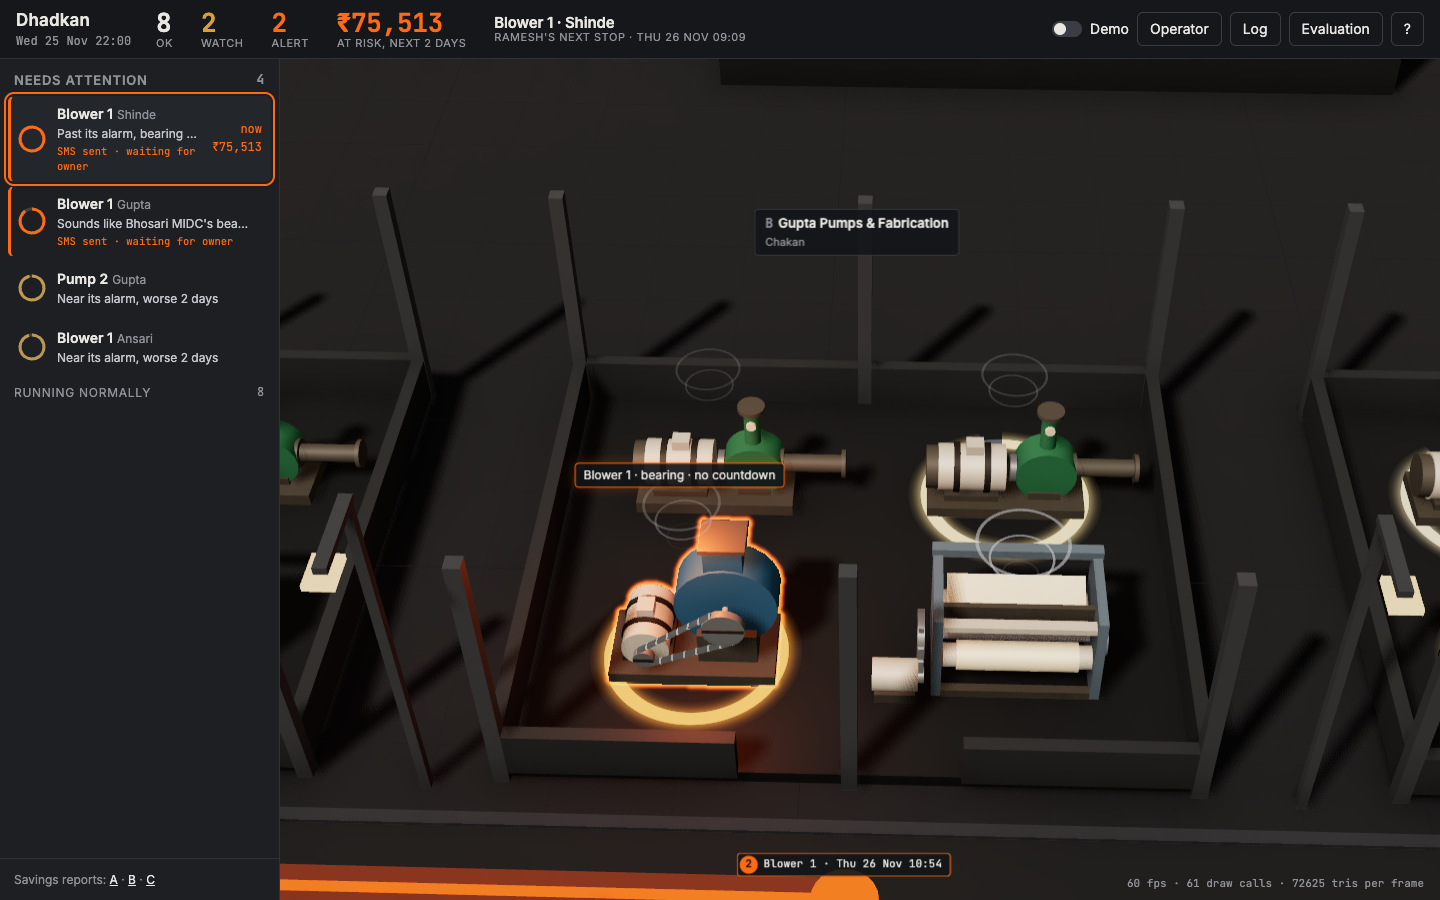 Dhadkan
Wed 25 Nov 22:00
8
OK
2
WATCH
2
ALERT
₹75,513
AT RISK, NEXT 2 DAYS
Blower 1 · Shinde
RAMESH'S NEXT STOP · THU 26 NOV 09:09
Demo
Operator
Log
Evaluation
?
NEEDS ATTENTION 4
Blower 1 Shinde
Past its alarm, bearing ...
SMS sent · waiting for
owner
now
₹75,513
Blower 1 Gupta
Sounds like Bhosari MIDC's bea...
SMS sent · waiting for owner
Pump 2 Gupta
Near its alarm, worse 2 days
Blower 1 Ansari
Near its alarm, worse 2 days
RUNNING NORMALLY 8
Savings reports: A · B · C
B Gupta Pumps & Fabrication
Chakan
Blower 1 · bearing · no countdown
2 Blower 1 · Thu 26 Nov 10:54
60 fps · 61 draw calls · 72625 tris per frame